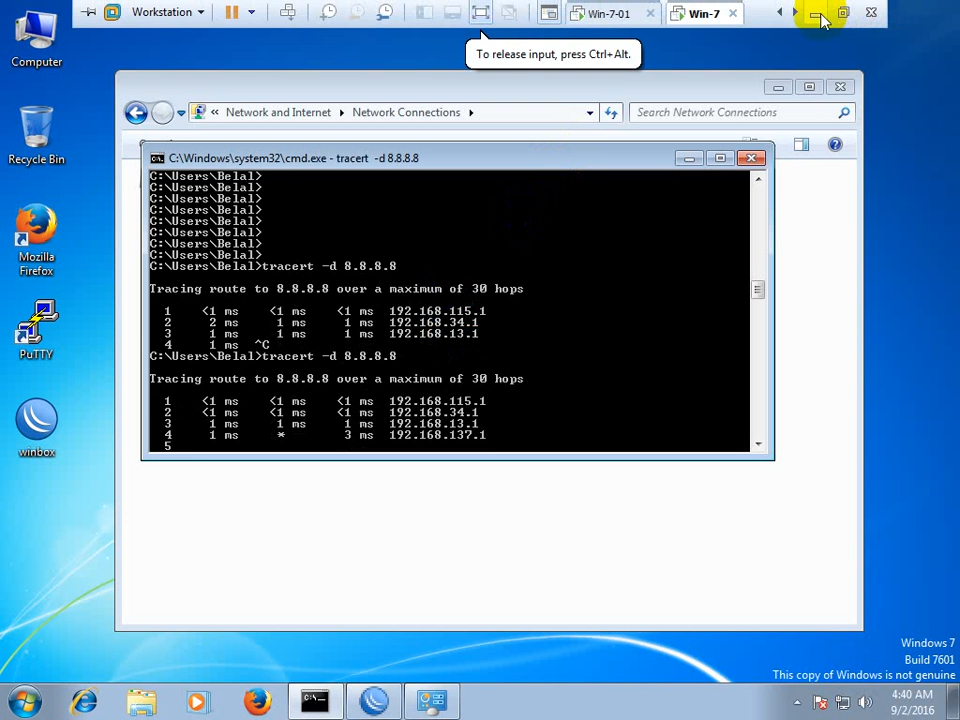 Workstation
Win-7-01
Win-7
To release input, press Ctrl+Alt.
Computer
Recycle Bin
Mozilla
Firefox
PuTTY
winbox
« Network and Internet
Network Connections
Search Network Connections
C:\Windows\system32\cmd.exe - tracert -d 8.8.8.8
C:\Users\Belal>
C:\Users\Belal>
C:\Users\Belal>
C:\Users\Belal>
C:\Users\Belal>
C:\Users\Belal>
C:\Users\Belal>
C:\Users\Belal>
C:\Users\Belal>tracert -d 8.8.8.8
Tracing route to 8.8.8.8 over a maximum of 30 hops
1 <1 ms <1 ms <1 ms 192.168.115.1
2 2 ms 1 ms 1 ms 192.168.34.1
3 1 ms 1 ms 1 ms 192.168.13.1
4 1 ms ^C
C:\Users\Belal>tracert -d 8.8.8.8
Tracing route to 8.8.8.8 over a maximum of 30 hops
1 <1 ms <1 ms <1 ms 192.168.115.1
2 <1 ms <1 ms <1 ms 192.168.34.1
3 1 ms 1 ms <1 ms 192.168.13.1
4 1 ms * 3 ms 192.168.137.1
5
Windows 7
Build 7601
This copy of Windows is not genuine
4:40 AM
9/2/2016